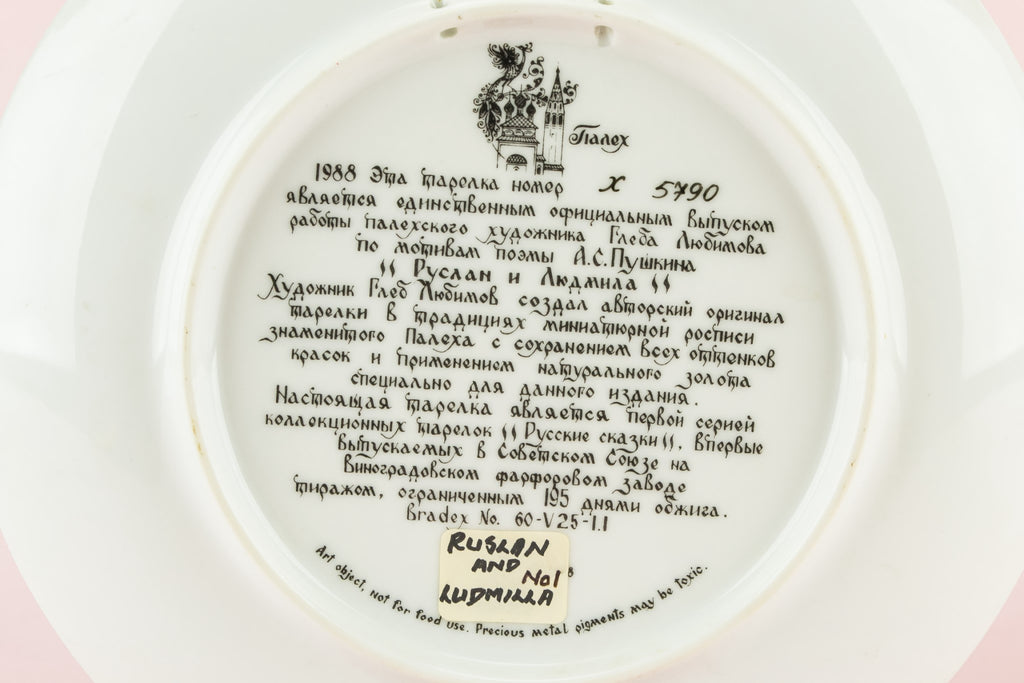 Палех
1988 Эта тарелка номер X 5790
является единственным официальным выпуском
работы палехского художника Глеба Любимова
по мотивам поэмы А.С.Пушкина
"Руслан и Людмила"
Художник Глеб Любимов создал авторский оригинал
тарелки в традициях миниатюрной росписи
знаменитого Палеха с сохранением всех оттенков
красок и применением натурального золота
специально для данного издания.
Настоящая тарелка является первой серией
коллекционных тарелок "Русские сказки". Впервые
выпускаемых в Советском Союзе на
Виноградовском фарфоровом заводе
тиражом, ограниченным 195 днями обжига.
Bradex No. 60-V25-1.1
RUSLAN
AND No1
LUDMILLA
Art object, not for food use. Precious metal pigments may be toxic.